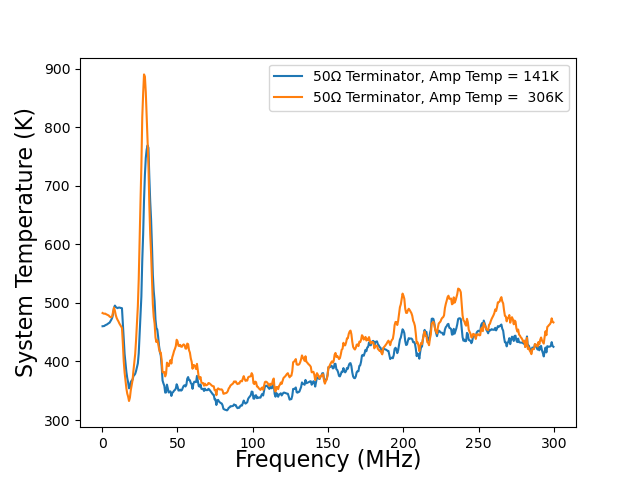 50Ω Terminator, Amp Temp = 141K
50Ω Terminator, Amp Temp =  306K
System Temperature (K)
900
800
700
600
500
400
300
0 50 100 150 200 250 300
Frequency (MHz)